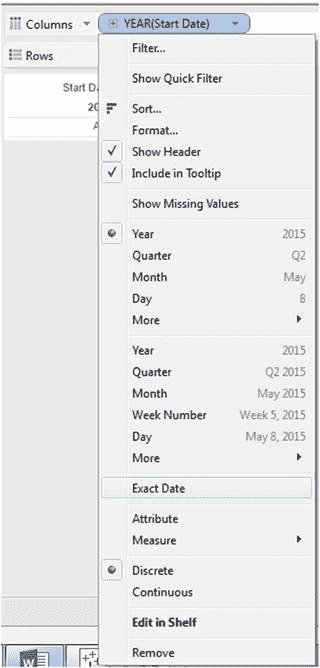 Columns YEAR(Start Date)
Filter...
Rows
Show Quick Filter
Start Da
Sort...
20
Format...
A
Show Header
Include in Tooltip
Show Missing Values
Year 2015
Quarter Q2
Month May
Day 8
More
Year 2015
Quarter Q2 2015
Month May 2015
Week Number Week 5, 2015
Day May 8, 2015
More
Exact Date
Attribute
Measure
Discrete
Continuous
Edit in Shelf
Remove